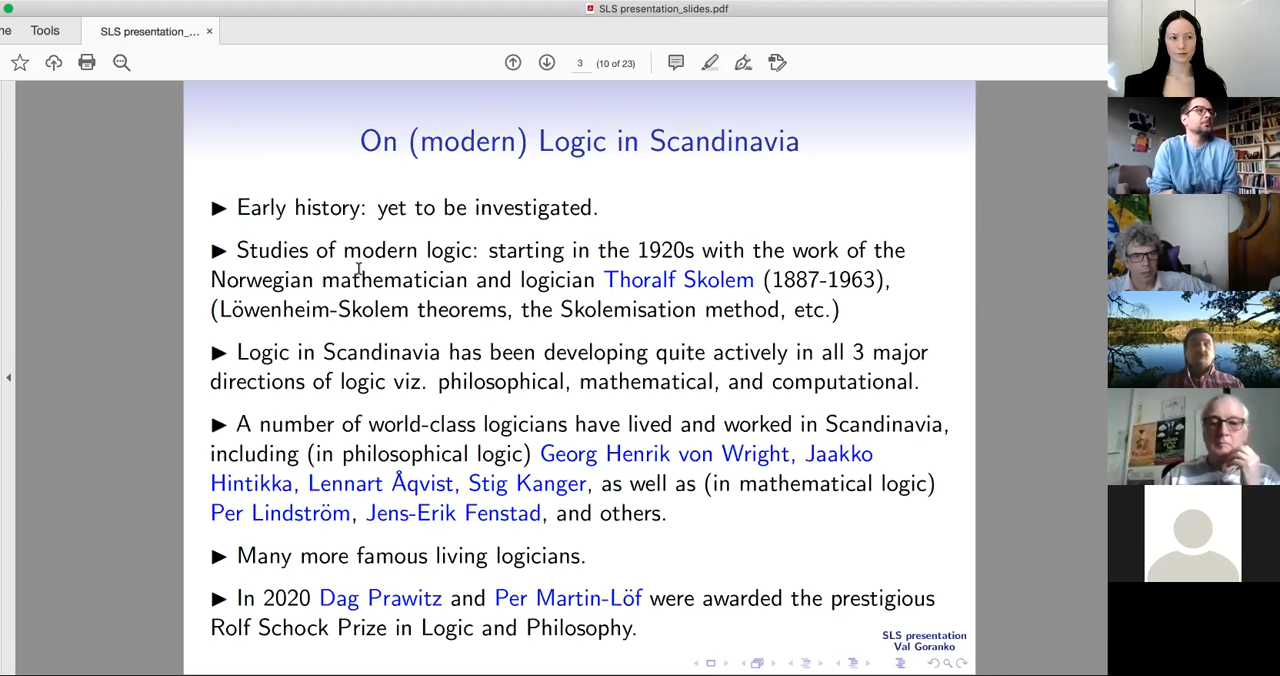 SLS presentation_slides.pdf
ne
Tools
SLS presentation_... ×
3 (10 of 23)
On (modern) Logic in Scandinavia
▶ Early history: yet to be investigated.
▶ Studies of modern logic: starting in the 1920s with the work of the
Norwegian mathematician and logician Thoralf Skolem (1887-1963),
(Löwenheim-Skolem theorems, the Skolemisation method, etc.)
▶ Logic in Scandinavia has been developing quite actively in all 3 major
directions of logic viz. philosophical, mathematical, and computational.
▶ A number of world-class logicians have lived and worked in Scandinavia,
including (in philosophical logic) Georg Henrik von Wright, Jaakko
Hintikka, Lennart Åqvist, Stig Kanger, as well as (in mathematical logic)
Per Lindström, Jens-Erik Fenstad, and others.
▶ Many more famous living logicians.
▶ In 2020 Dag Prawitz and Per Martin-Löf were awarded the prestigious
Rolf Schock Prize in Logic and Philosophy.
SLS presentation
Val Goranko